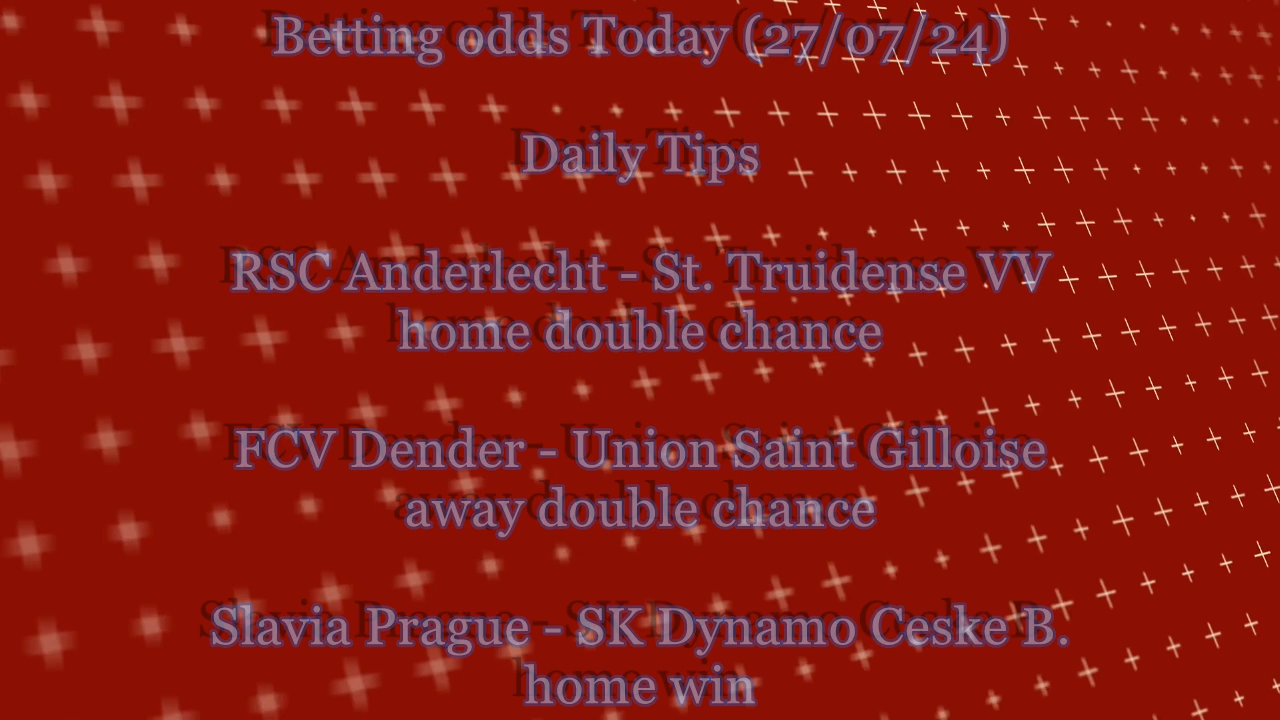 Betting odds Today (27/07/24)
Daily Tips
RSC Anderlecht - St. Truidense VV
home double chance
FCV Dender - Union Saint Gilloise
away double chance
Slavia Prague - SK Dynamo Ceske B.
home win